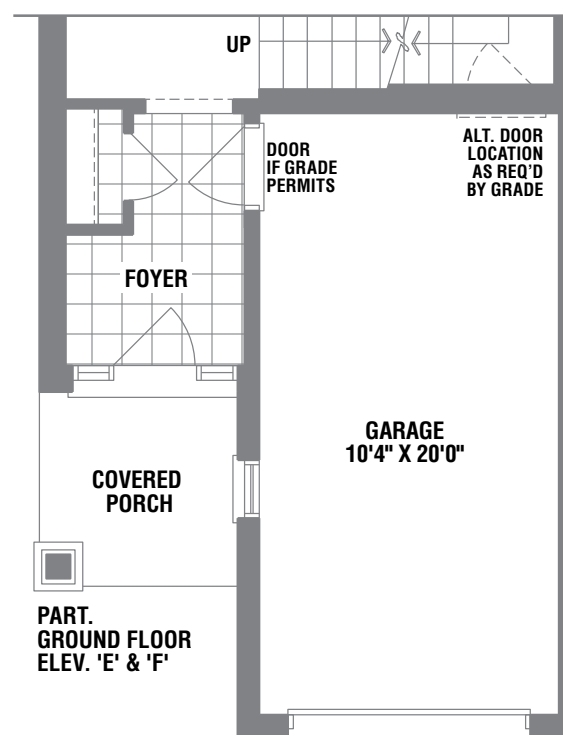 UP
DOOR
IF GRADE
PERMITS
ALT. DOOR
LOCATION
AS REQ'D
BY GRADE
FOYER
GARAGE
10'4" X 20'0"
COVERED
PORCH
PART.
GROUND FLOOR
ELEV. 'E' & 'F'